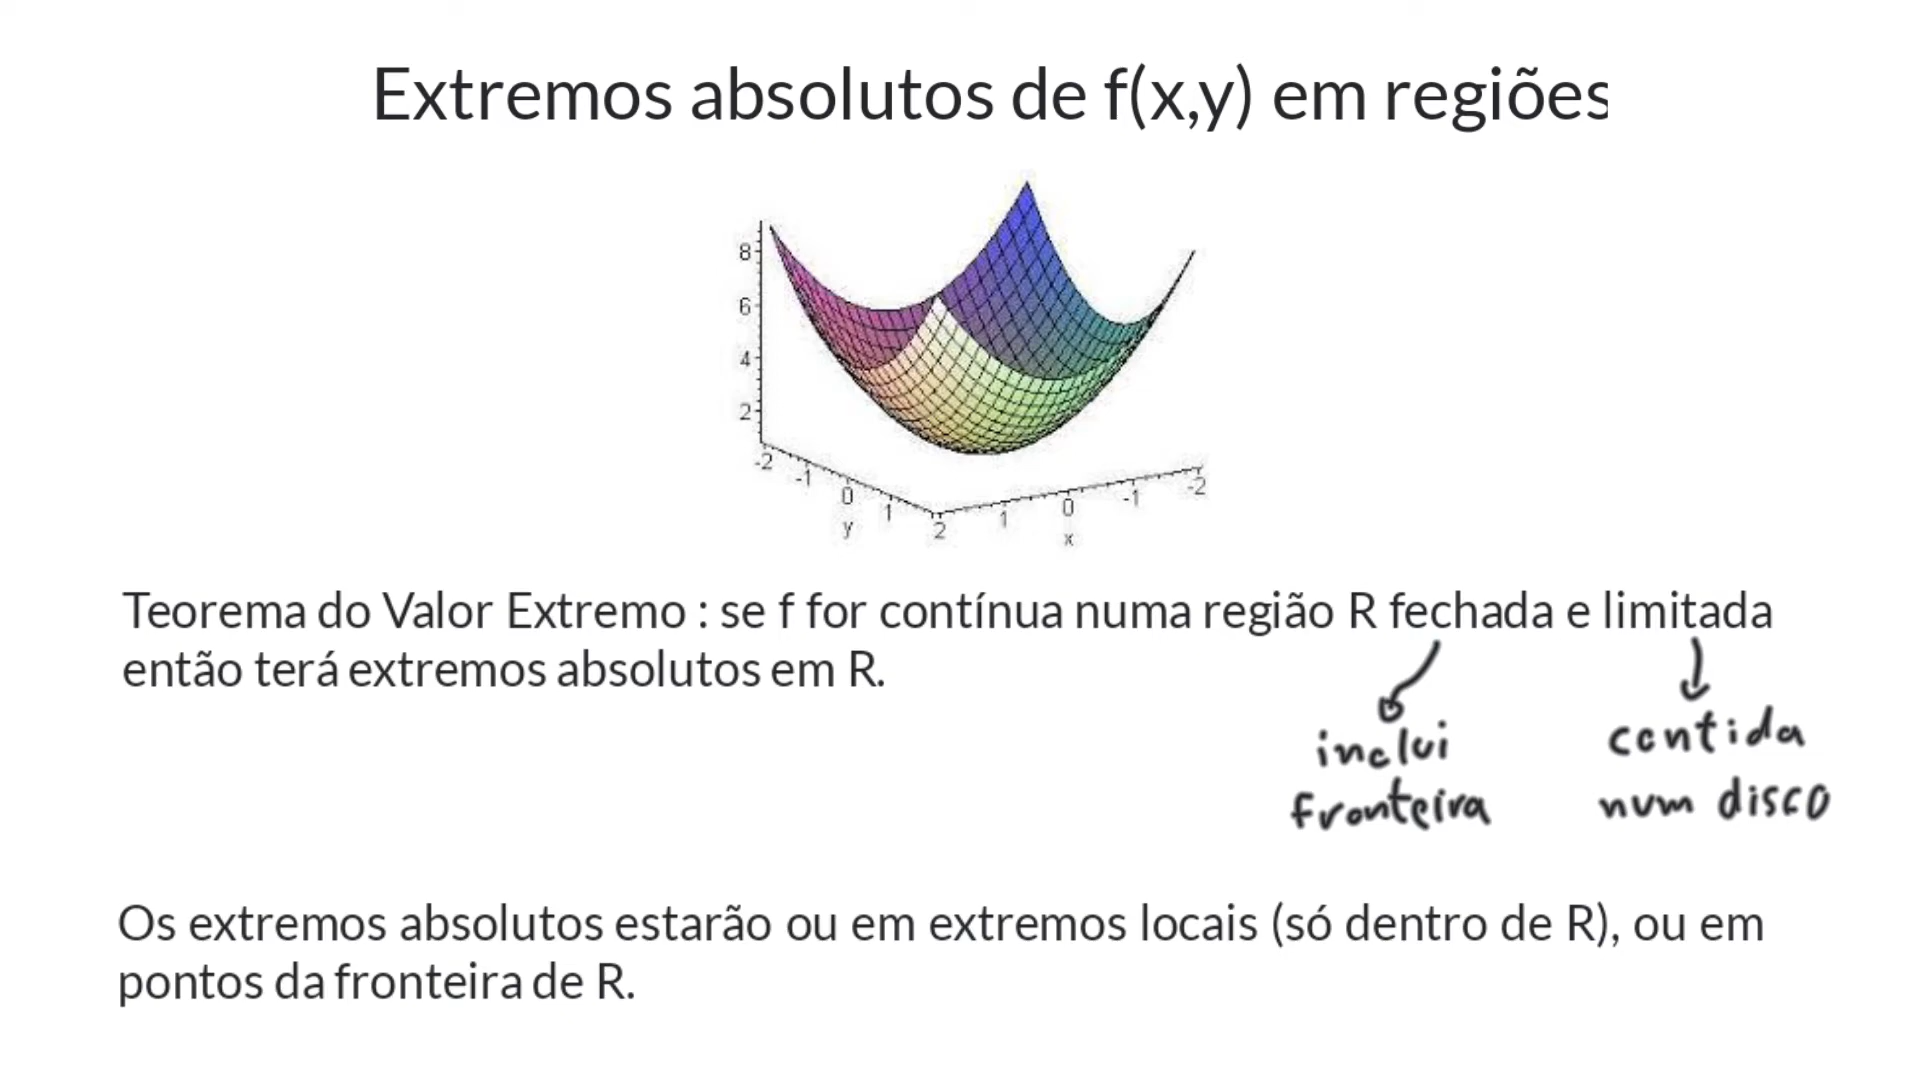 Extremos absolutos de f(x,y) em regiões
8
6
4
2
-2
-1
0
1
2
y
1
0
-1
-2
x
Teorema do Valor Extremo : se f for contínua numa região R fechada e limitada
então terá extremos absolutos em R.
inclui
fronteira
contida
num disco
Os extremos absolutos estarão ou em extremos locais (só dentro de R), ou em
pontos da fronteira de R.